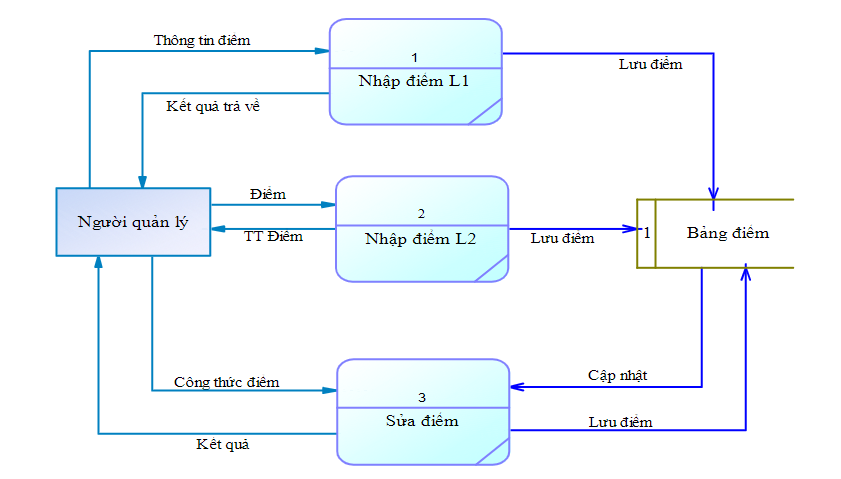 Thông tin điểm
1
Nhập điểm L1
Lưu điểm
Kết quả trả về
Người quản lý
Điểm
TT Điểm
2
Nhập điểm L2
Lưu điểm
1
Bảng điểm
Công thức điểm
Kết quả
3
Sửa điểm
Cập nhật
Lưu điểm